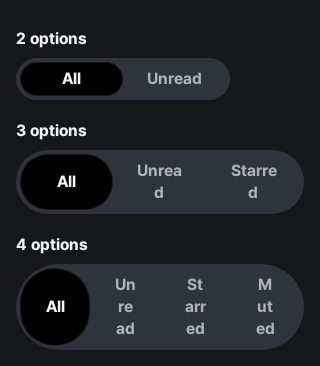 2 options
All Unread
3 options
All Unrea Starre
d d
4 options
Un St M
All re arr ut
ad ed ed